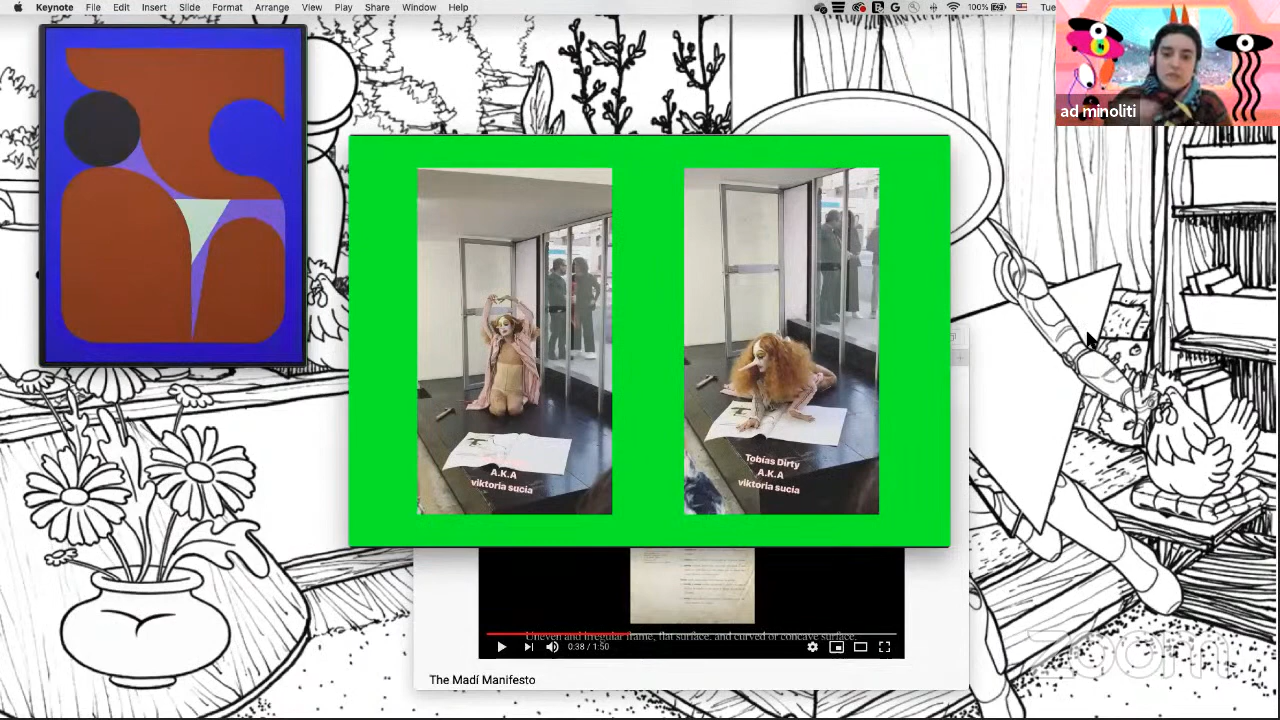 Keynote File Edit Insert Slide Format Arrange View Play Share Window Help
100%
Tue
ad minoliti
A.K.A
viktoria sucia
Tobías Dirty
A.K.A
viktoria sucia
Uneven and irregular frame, flat surface, and curved or concave surface.
0:38 / 1:50
The Madí Manifesto
zoom